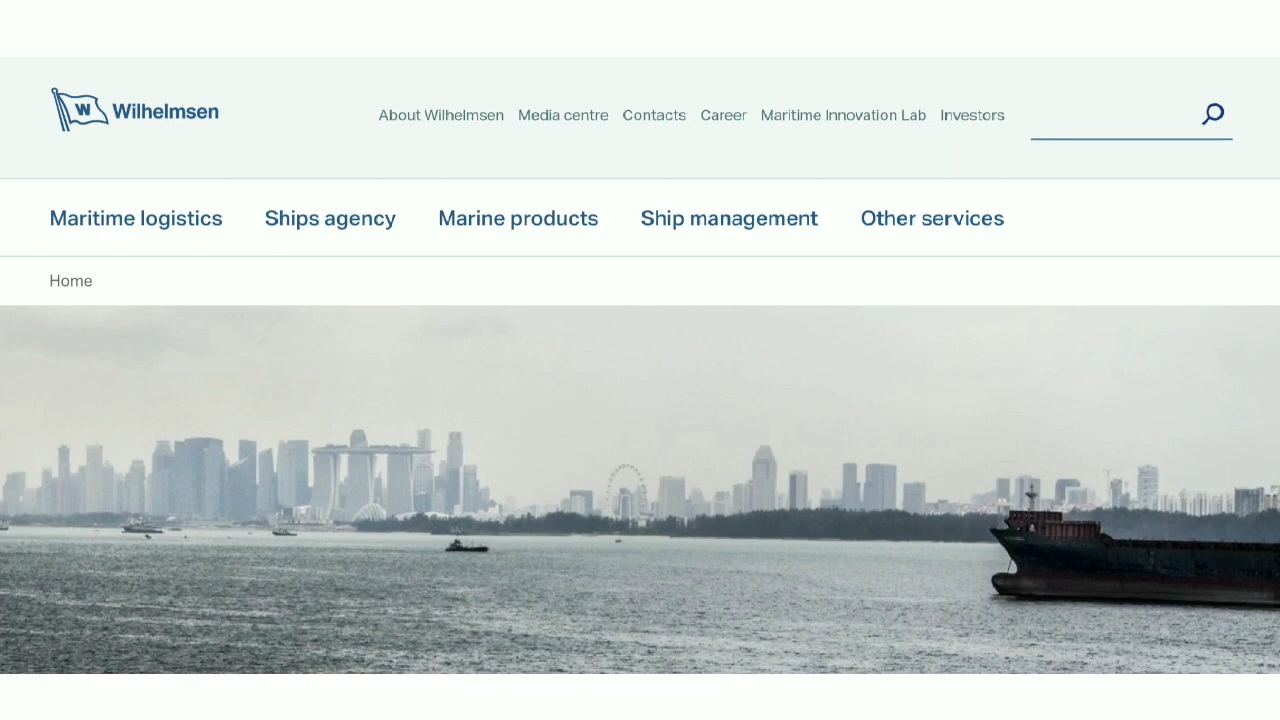 W Wilhelmsen
About Wilhelmsen Media centre Contacts Career Maritime Innovation Lab Investors
Maritime logistics Ships agency Marine products Ship management Other services
Home